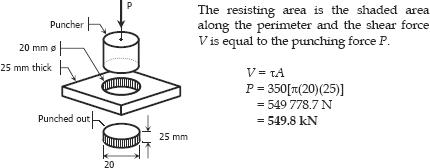 P
Puncher
20 mm ø
25 mm thick
Punched out
25 mm
20
The resisting area is the shaded area
along the perimeter and the shear force
V is equal to the punching force P.
V = τA
P = 350[π(20)(25)]
= 549 778.7 N
= 549.8 kN